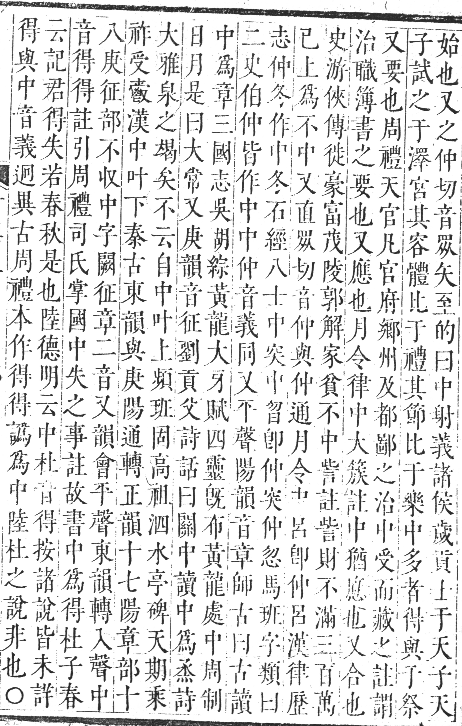 始也又之仲切音眾矢至的曰中射義諸侯歲貢士于天子天
子試之于澤宮其容體比于禮其節比于樂中多者得與于祭
又要也周禮天官凡官府鄉州及都鄙之治中受而藏之註謂
治職簿書之要也又應也月令律中大簇註中猶應也又合也
史游俠傳徙豪富茂陵郭解家貧不中訾註訾財不滿三百萬
已上爲不中又直眾切音仲與仲通月令中呂卽仲呂漢律歷
志仲冬作中冬石經八士中突中曶卽仲突仲忽馬班字類曰
二史伯仲皆作中中仲音義同又平聲陽韻音章師古曰古讀
中爲章三國志吳胡綜黃龍大牙賦四靈旣布黃龍處中周制
日月是曰大常又庚韻音征劉貢父詩話曰關中讀中爲烝詩
大雅泉之竭矣不云自中叶上頻班固高祖泗水亭碑天期乘
祚受爵漢中叶下秦古東韻與庚陽通轉正韻十七陽章部十
八庚征部不收中字闕征章二音又韻會平聲東韻轉入聲中
音得得註引周禮司氏掌國中失之事註故書中爲得杜子春
云記君得失若春秋是也陸德明云中杜音得按諸說皆未詳
得與中音義迥異古周禮本作得得譌爲中陸杜之說非也〇